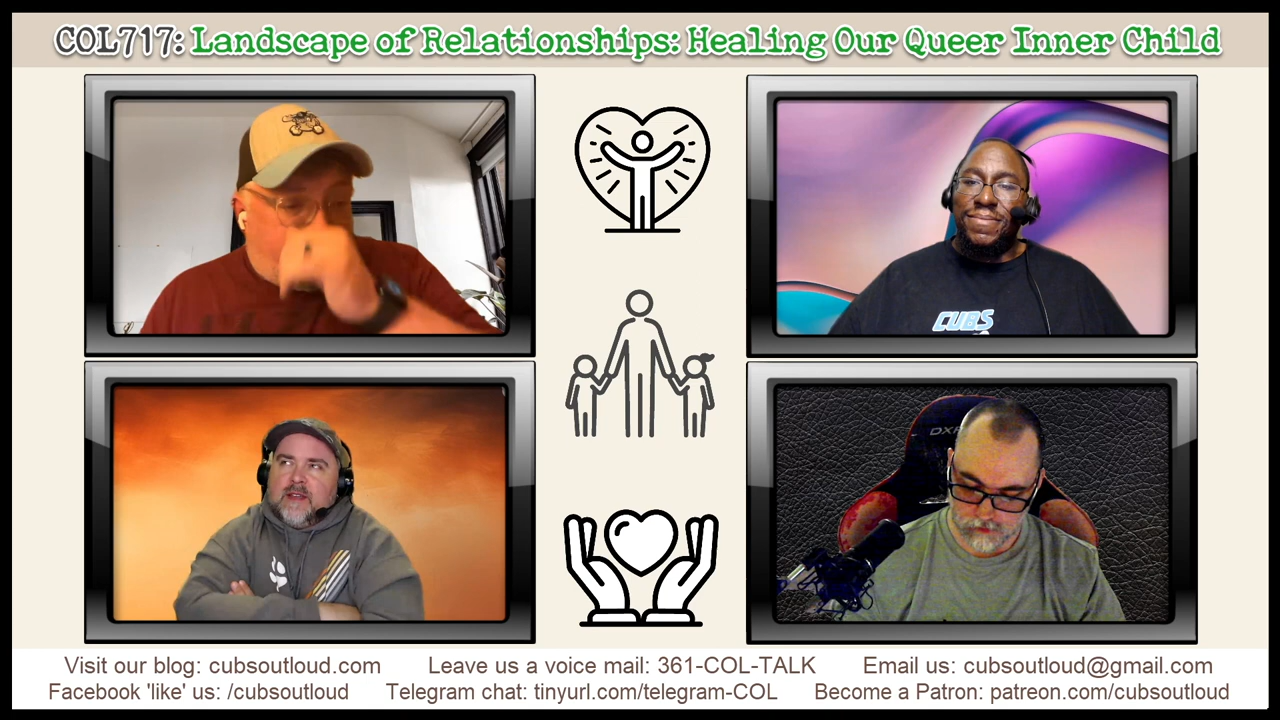 COL717: Landscape of Relationships: Healing Our Queer Inner Child
CUBS
Visit our blog: cubsoutloud.com Leave us a voice mail: 361-COL-TALK Email us: cubsoutloud@gmail.com
Facebook 'like' us: /cubsoutloud Telegram chat: tinyurl.com/telegram-COL Become a Patron: patreon.com/cubsoutloud